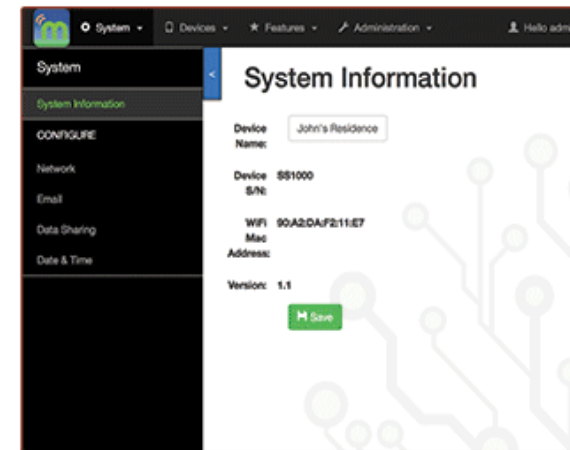 m
System
Devices
Features
Administration
Hello adm
System
<
System Information
System Information
CONFIGURE
Device
Name:
John's Residence
Network
Device
S/N:
SS1000
Email
WiFi
Mac
Address:
90:A2:DA:F2:11:E7
Data Sharing
Date & Time
Version:
1.1
Save